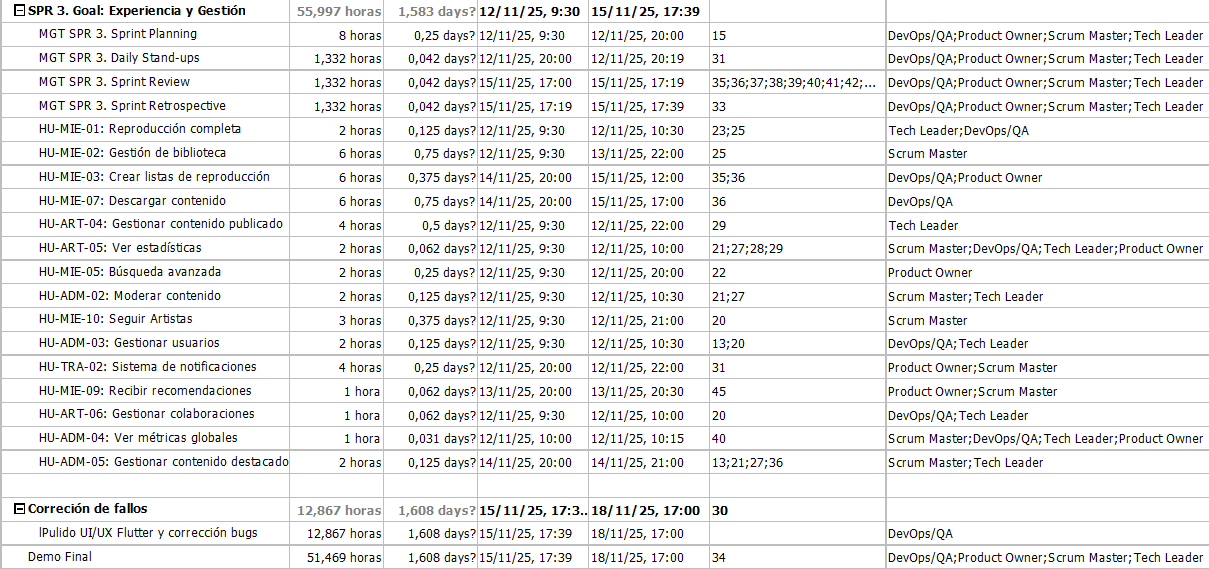 SPR 3. Goal: Experiencia y Gestión 55,997 horas 1,583 days? 12/11/25, 9:30 15/11/25, 17:39
MGT SPR 3. Sprint Planning 8 horas 0,25 days? 12/11/25, 9:30 12/11/25, 20:00 15 DevOps/QA;Product Owner;Scrum Master;Tech Leader
MGT SPR 3. Daily Stand-ups 1,332 horas 0,042 days? 12/11/25, 20:00 12/11/25, 20:19 31 DevOps/QA;Product Owner;Scrum Master;Tech Leader
MGT SPR 3. Sprint Review 1,332 horas 0,042 days? 15/11/25, 17:00 15/11/25, 17:19 35;36;37;38;39;40;41;42;... DevOps/QA;Product Owner;Scrum Master;Tech Leader
MGT SPR 3. Sprint Retrospective 1,332 horas 0,042 days? 15/11/25, 17:19 15/11/25, 17:39 33 DevOps/QA;Product Owner;Scrum Master;Tech Leader
HU-MIE-01: Reproducción completa 2 horas 0,125 days? 12/11/25, 9:30 12/11/25, 10:30 23;25 Tech Leader;DevOps/QA
HU-MIE-02: Gestión de biblioteca 6 horas 0,75 days? 12/11/25, 9:30 13/11/25, 22:00 25 Scrum Master
HU-MIE-03: Crear listas de reproducción 6 horas 0,375 days? 14/11/25, 20:00 15/11/25, 12:00 35;36 DevOps/QA;Product Owner
HU-MIE-07: Descargar contenido 6 horas 0,75 days? 14/11/25, 20:00 15/11/25, 17:00 36 DevOps/QA
HU-ART-04: Gestionar contenido publicado 4 horas 0,5 days? 12/11/25, 9:30 12/11/25, 22:00 29 Tech Leader
HU-ART-05: Ver estadísticas 2 horas 0,062 days? 12/11/25, 9:30 12/11/25, 10:00 21;27;28;29 Scrum Master;DevOps/QA;Tech Leader;Product Owner
HU-MIE-05: Búsqueda avanzada 2 horas 0,25 days? 12/11/25, 9:30 12/11/25, 20:00 22 Product Owner
HU-ADM-02: Moderar contenido 2 horas 0,125 days? 12/11/25, 9:30 12/11/25, 10:30 21;27 Scrum Master;Tech Leader
HU-MIE-10: Seguir Artistas 3 horas 0,375 days? 12/11/25, 9:30 12/11/25, 21:00 20 Scrum Master
HU-ADM-03: Gestionar usuarios 2 horas 0,125 days? 12/11/25, 9:30 12/11/25, 10:30 13;20 DevOps/QA;Tech Leader
HU-TRA-02: Sistema de notificaciones 4 horas 0,25 days? 12/11/25, 20:00 12/11/25, 22:00 31 Product Owner;Scrum Master
HU-MIE-09: Recibir recomendaciones 1 hora 0,062 days? 13/11/25, 20:00 13/11/25, 20:30 45 Product Owner;Scrum Master
HU-ART-06: Gestionar colaboraciones 1 hora 0,062 days? 12/11/25, 9:30 12/11/25, 10:00 20 DevOps/QA;Tech Leader
HU-ADM-04: Ver métricas globales 1 hora 0,031 days? 12/11/25, 10:00 12/11/25, 10:15 40 Scrum Master;DevOps/QA;Tech Leader;Product Owner
HU-ADM-05: Gestionar contenido destacado 2 horas 0,125 days? 14/11/25, 20:00 14/11/25, 21:00 13;21;27;36 Scrum Master;Tech Leader
Correción de fallos 12,867 horas 1,608 days? 15/11/25, 17:3... 18/11/25, 17:00 30
lPulido UI/UX Flutter y corrección bugs 12,867 horas 1,608 days? 15/11/25, 17:39 18/11/25, 17:00 DevOps/QA
Demo Final 51,469 horas 1,608 days? 15/11/25, 17:39 18/11/25, 17:00 34 DevOps/QA;Product Owner;Scrum Master;Tech Leader